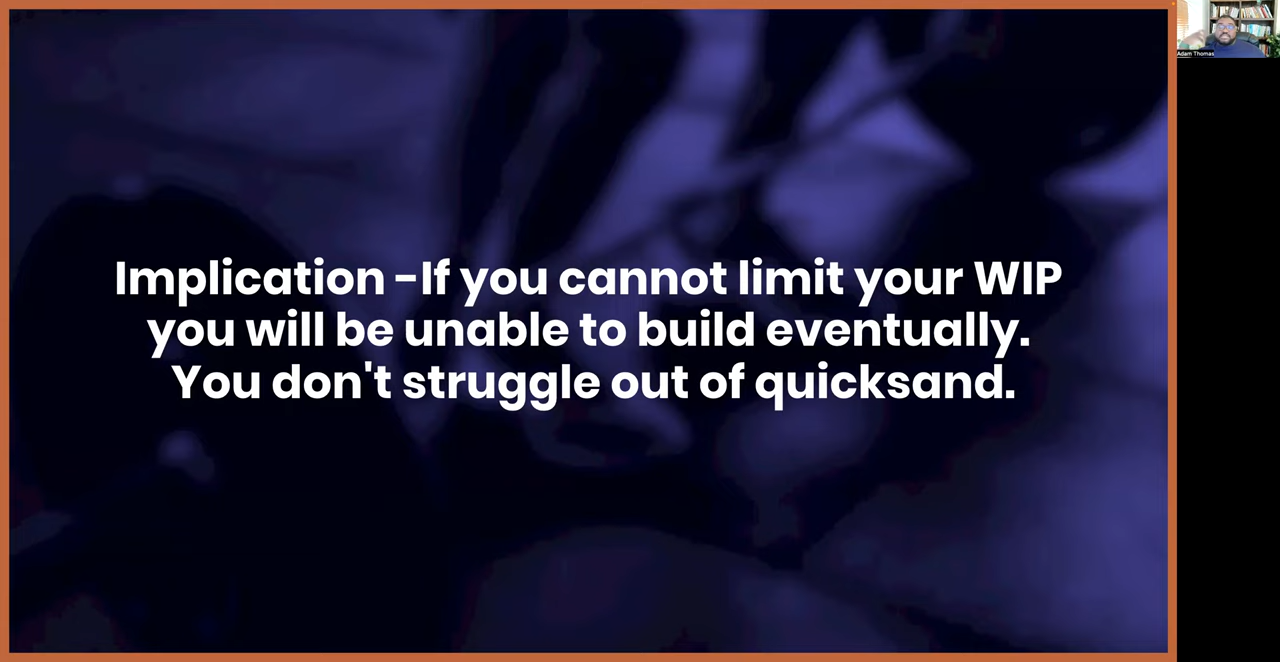 Implication -If you cannot limit your WIP
you will be unable to build eventually.
You don't struggle out of quicksand.
Adam Thomas